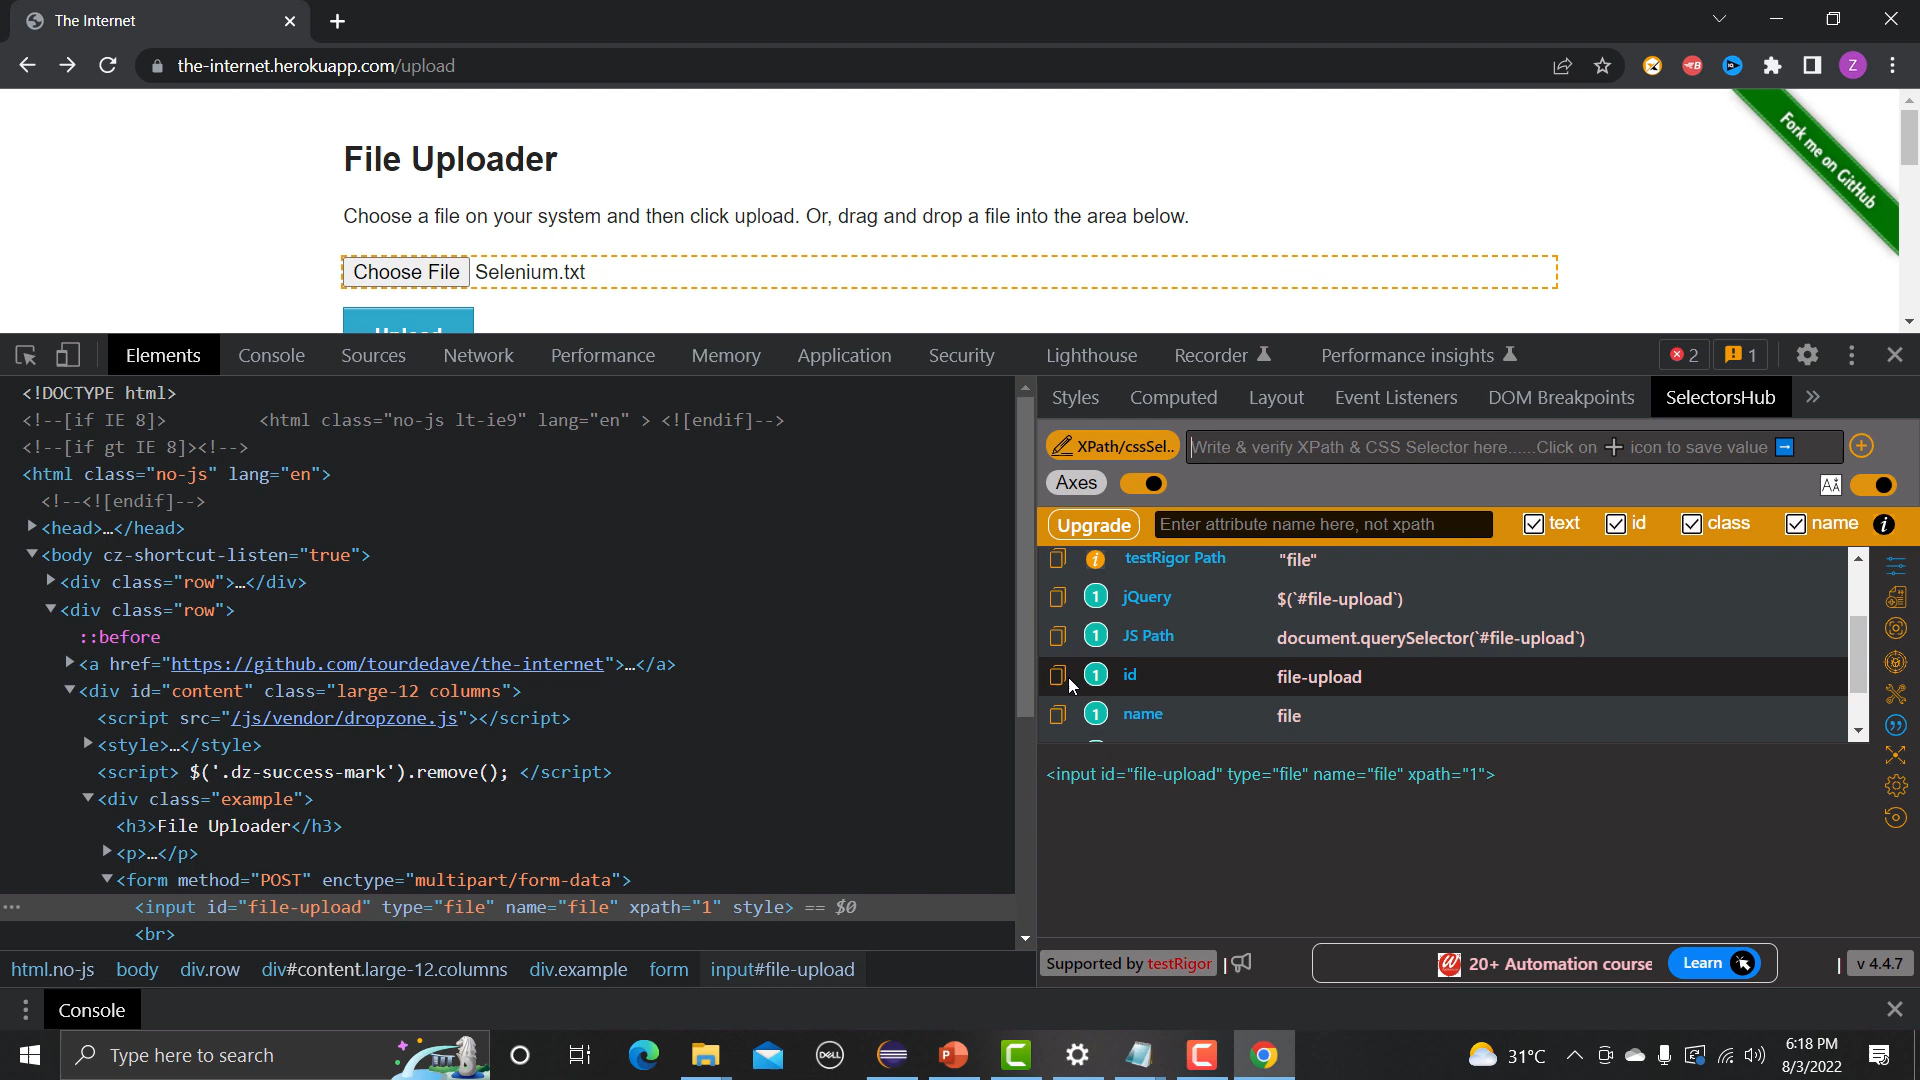 The Internet
the-internet.herokuapp.com/upload
Z
Fork me on GitHub
File Uploader
Choose a file on your system and then click upload. Or, drag and drop a file into the area below.
Choose File Selenium.txt
Upload
Elements Console Sources Network Performance Memory Application Security Lighthouse Recorder Performance insights 2 1
<!DOCTYPE html>
<!--[if IE 8]> <html class="no-js lt-ie9" lang="en" > <![endif]-->
<!--[if gt IE 8]><!-->
<html class="no-js" lang="en">
<!--<![endif]-->
<head>…</head>
<body cz-shortcut-listen="true">
<div class="row">…</div>
<div class="row">
::before
<a href="https://github.com/tourdedave/the-internet">…</a>
<div id="content" class="large-12 columns">
<script src="/js/vendor/dropzone.js"></script>
<style>…</style>
<script> $('.dz-success-mark').remove(); </script>
<div class="example">
<h3>File Uploader</h3>
<p>…</p>
<form method="POST" enctype="multipart/form-data">
<input id="file-upload" type="file" name="file" xpath="1" style> == $0
<br>
html.no-js body div.row div#content.large-12.columns div.example form input#file-upload
Styles Computed Layout Event Listeners DOM Breakpoints SelectorsHub
XPath/cssSel.. Write & verify XPath & CSS Selector here......Click on + icon to save value
Axes
Upgrade Enter attribute name here, not xpath text id class name i
testRigor Path "file"
1 jQuery $(`#file-upload`)
1 JS Path document.querySelector(`#file-upload`)
1 id file-upload
1 name file
<input id="file-upload" type="file" name="file" xpath="1">
Supported by testRigor | 20+ Automation course Learn | v 4.4.7
Console
Type here to search DELL 31°C 6:18 PM
8/3/2022